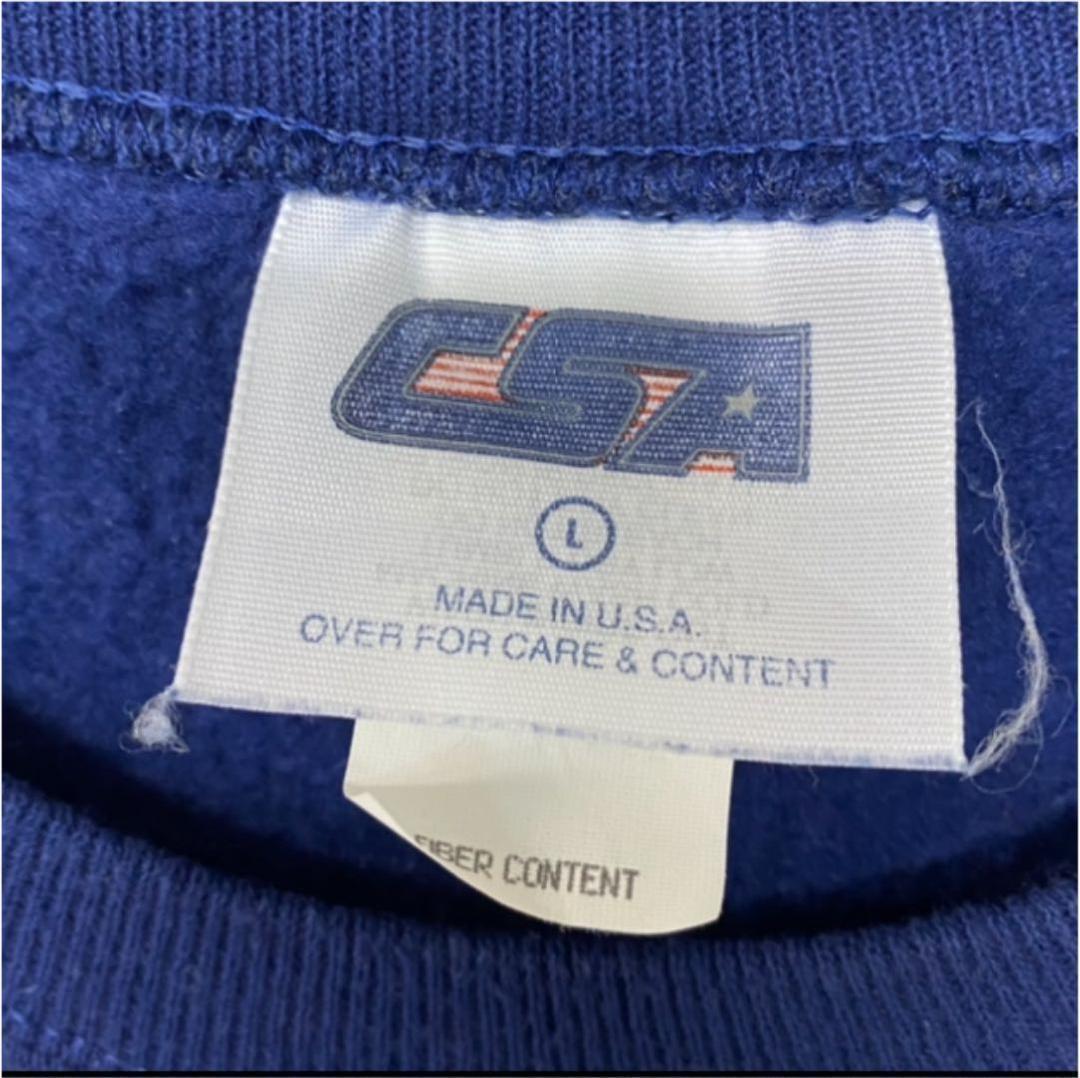 CSA
L
MADE IN U.S.A.
OVER FOR CARE & CONTENT
FIBER CONTENT